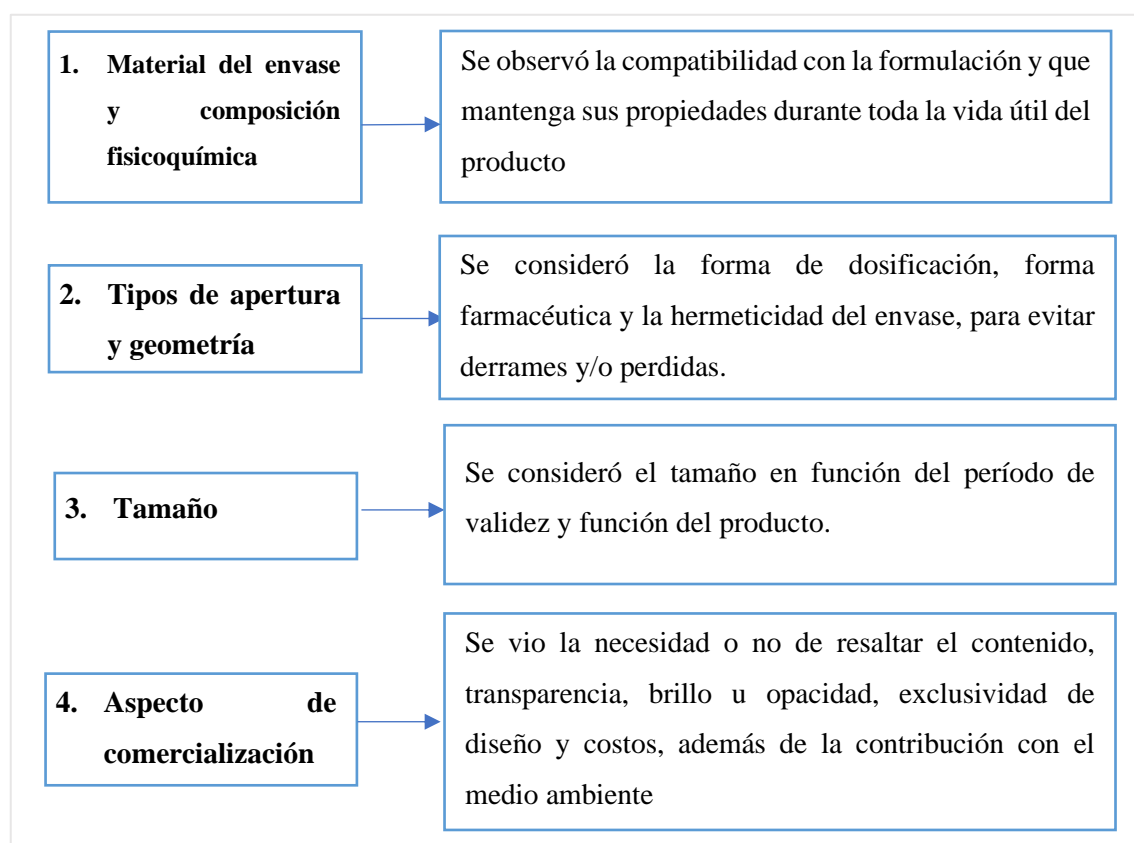 1. Material del envase
y composición
fisicoquímica
Se observó la compatibilidad con la formulación y que
mantenga sus propiedades durante toda la vida útil del
producto
2. Tipos de apertura
y geometría
Se consideró la forma de dosificación, forma
farmacéutica y la hermeticidad del envase, para evitar
derrames y/o perdidas.
3. Tamaño
Se consideró el tamaño en función del período de
validez y función del producto.
4. Aspecto de
comercialización
Se vio la necesidad o no de resaltar el contenido,
transparencia, brillo u opacidad, exclusividad de
diseño y costos, además de la contribución con el
medio ambiente